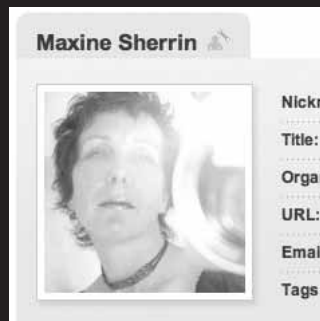 Maxine Sherrin
Nickn
Title:
Orga
URL:
Emai
Tags